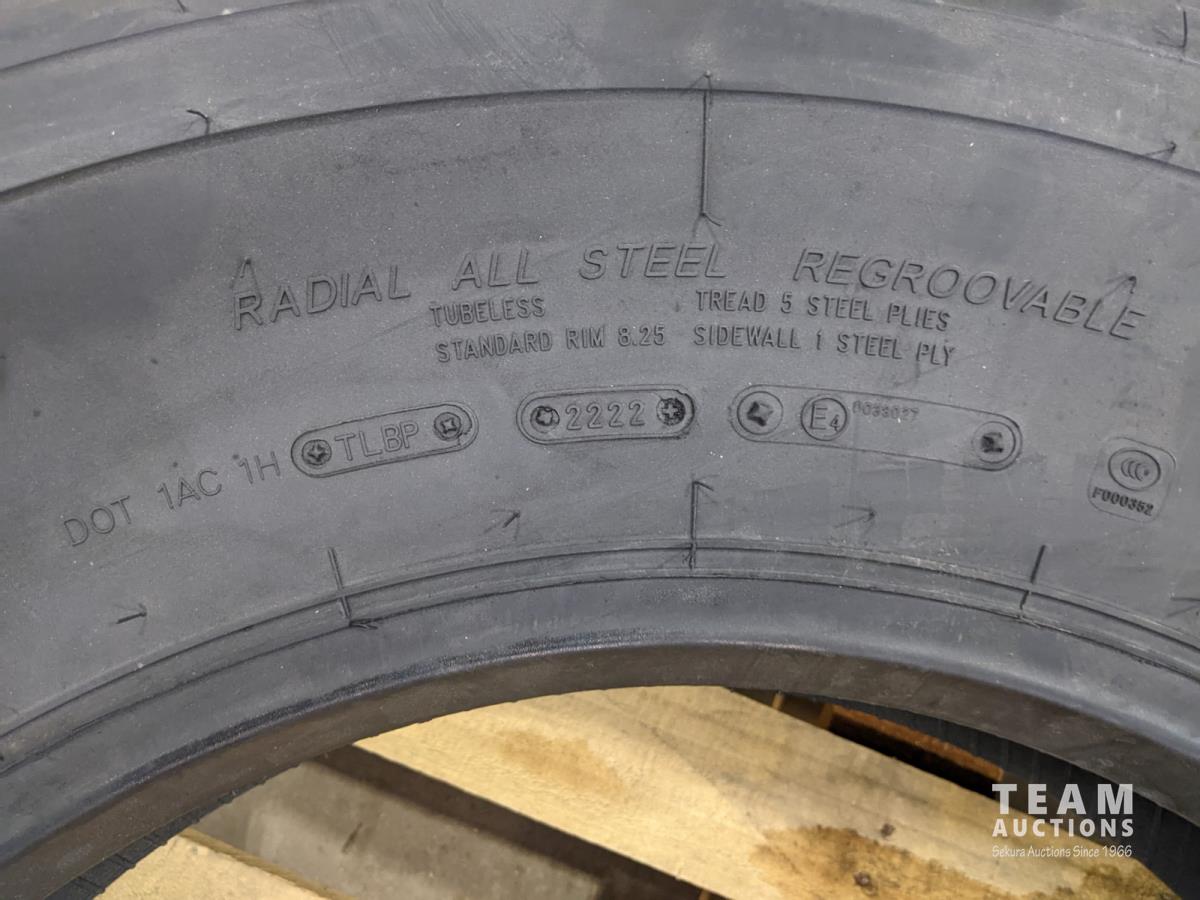 RADIAL ALL STEEL REGROOVABLE
TUBELESS TREAD 5 STEEL PLIES
STANDARD RIM 8.25 SIDEWALL 1 STEEL PLY
DOT 1AC 1H TLBP 2222 E4
F000352
TEAM
AUCTIONS
Sekura Auctions Since 1966